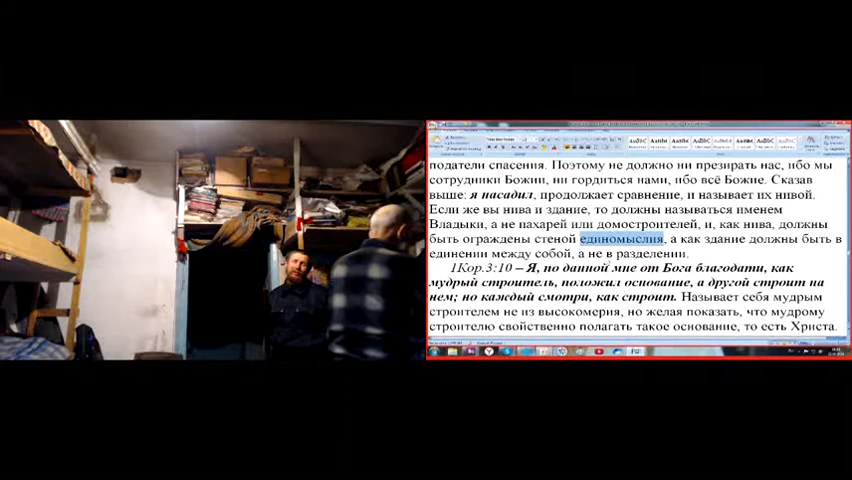 податели спасения. Поэтому не должно ни презирать нас, ибо мы
сотрудники Божии, ни гордиться нами, ибо всё Божие. Сказав
выше: я насадил, продолжает сравнение, и называет их нивой.
Если же вы нива и здание, то должны называться именем
Владыки, а не пахарей или домостроителей, и, как нива, должны
быть ограждены стеной единомыслия, а как здание должны быть в
единении между собой, а не в разделении.
1Кор.3:10 – Я, по данной мне от Бога благодати, как
мудрый строитель, положил основание, а другой строит на
нем; но каждый смотри, как строит. Называет себя мудрым
строителем не из высокомерия, но желая показать, что мудрому
строителю свойственно полагать такое основание, то есть Христа.